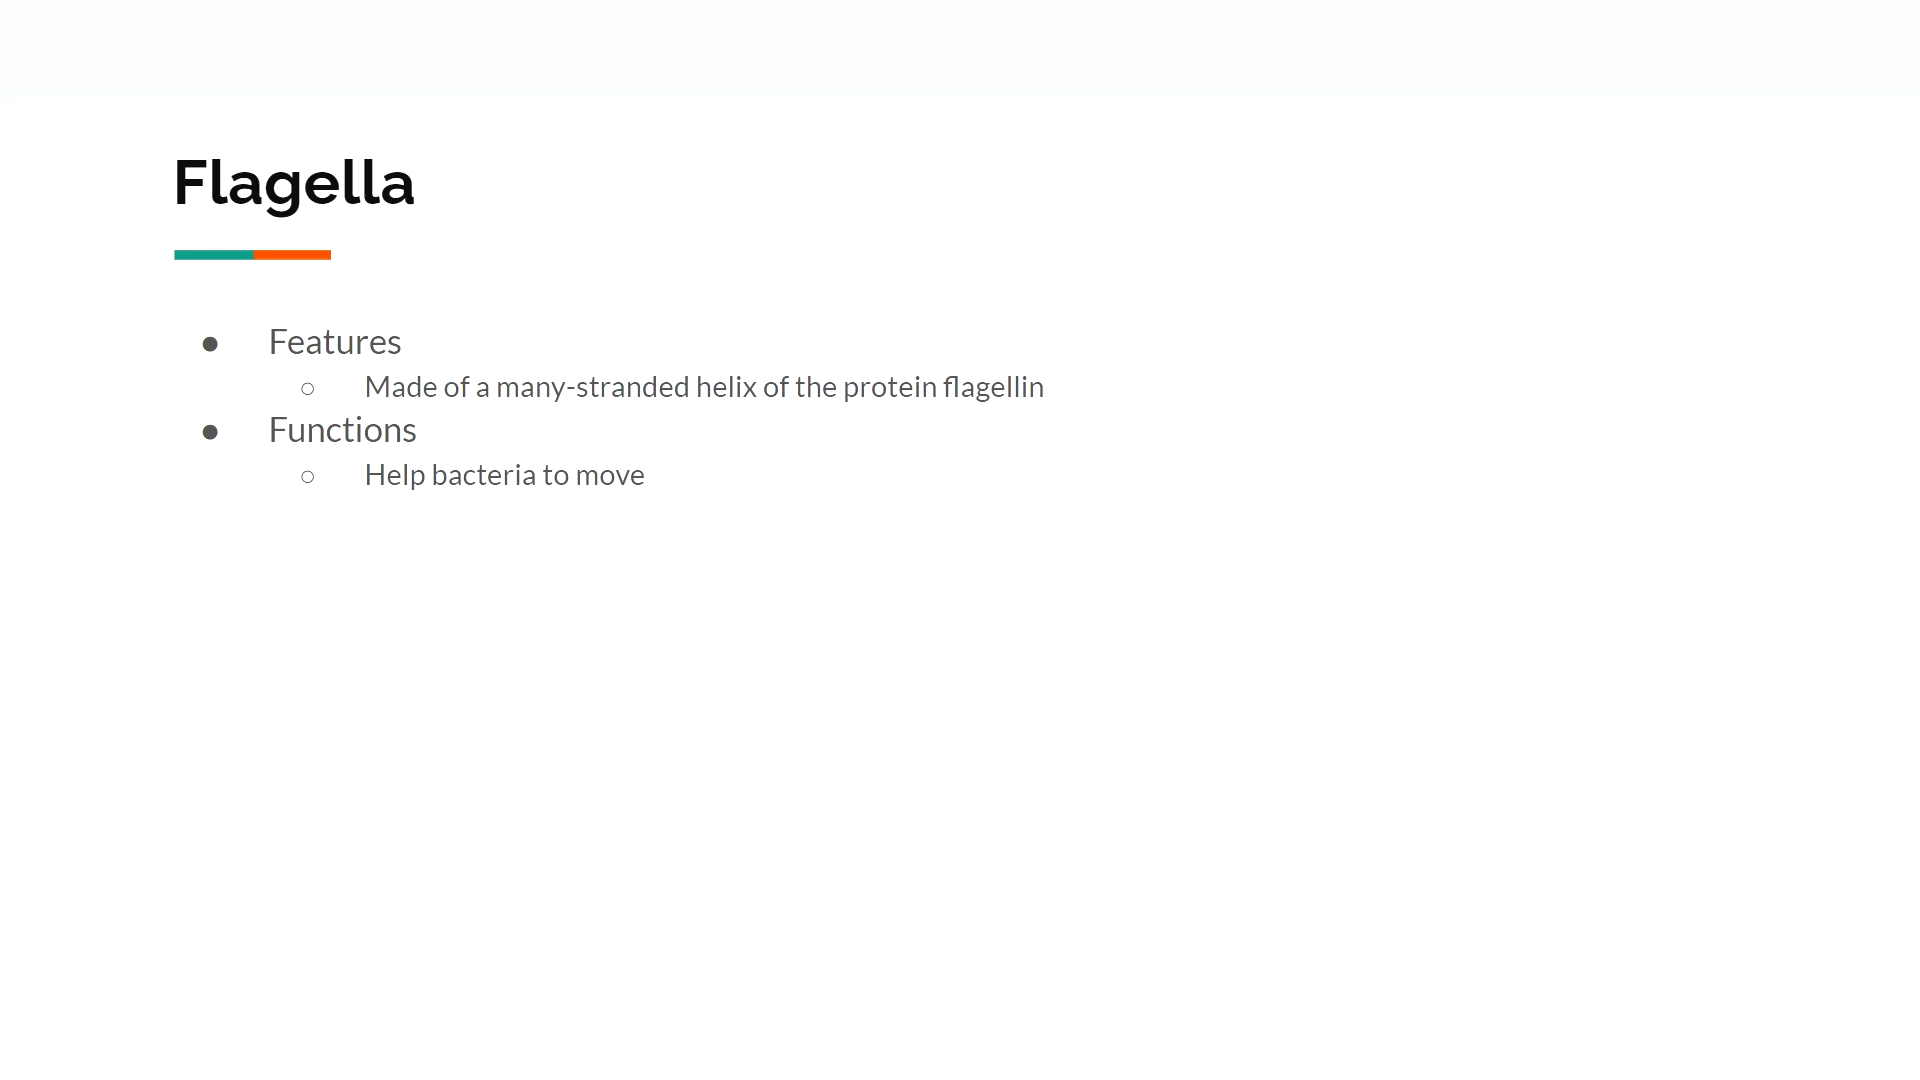 Flagella
● Features
○ Made of a many-stranded helix of the protein flagellin
● Functions
○ Help bacteria to move